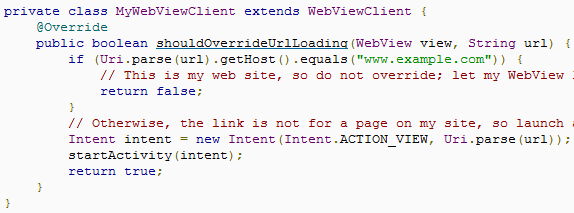 private class MyWebViewClient extends WebViewClient {
@Override
public boolean shouldOverrideUrlLoading(WebView view, String url) {
if (Uri.parse(url).getHost().equals("www.example.com")) {
// This is my web site, so do not override; let my WebView
return false;
}
// Otherwise, the link is not for a page on my site, so launch
Intent intent = new Intent(Intent.ACTION_VIEW, Uri.parse(url));
startActivity(intent);
return true;
}
}